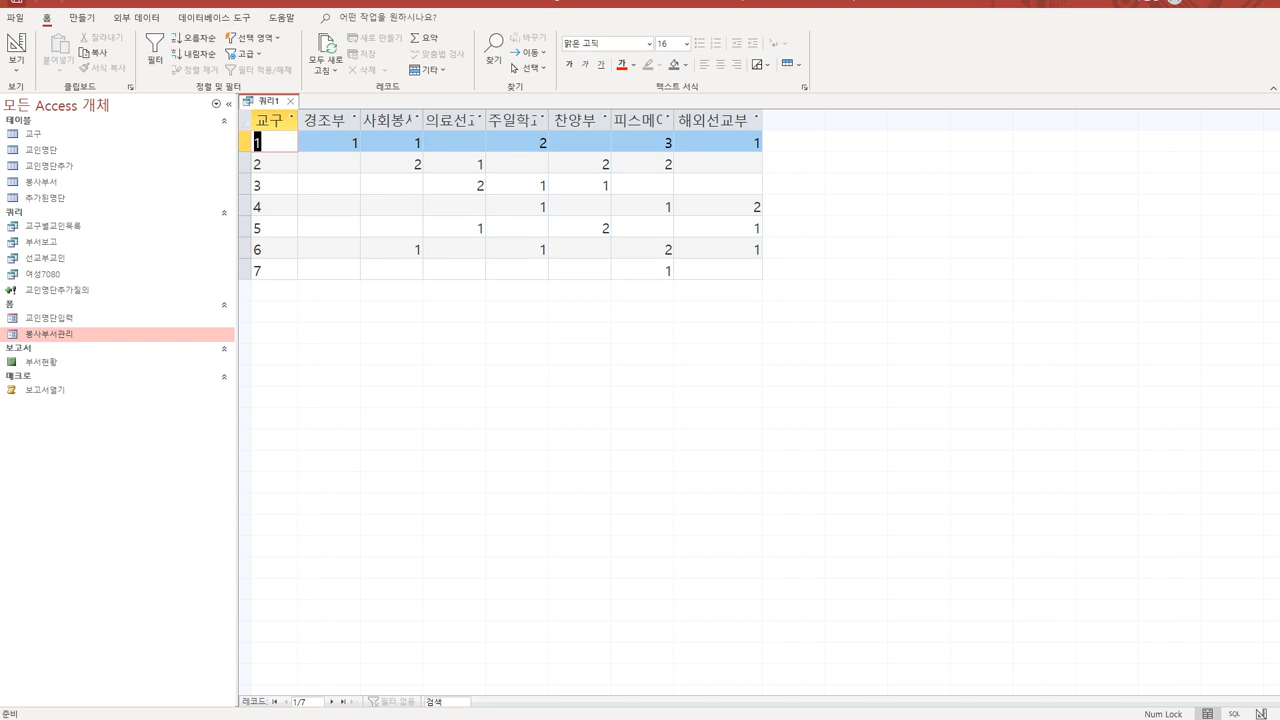 파일 홈 만들기 외부 데이터 데이터베이스 도구 도움말 어떤 작업을 원하시나요?
보기 붙여넣기 잘라내기 복사 서식 복사
필터 오름차순 내림차순 정렬 제거 선택 영역 고급 필터 적용/해제
모두 새로 고침 새로 만들기 저장 삭제 요약 맞춤법 검사 기타
찾기 바꾸기 이동 선택
맑은 고딕 16
가 가 가 가
보기 클립보드 정렬 및 필터 레코드 찾기 텍스트 서식
모든 Access 개체
테이블
교구
교인명단
교인명단추가
봉사부서
추가된명단
쿼리
교구별교인목록
부서보고
선교부교인
여성7080
교인명단추가질의
폼
교인명단입력
봉사부서관리
보고서
부서현황
매크로
보고서열기
쿼리1
교구 경조부 사회봉사 의료선교 주일학교 찬양부 피스메이 해외선교부
1 1 1 2 3 1
2 2 1 2 2
3 2 1 1
4 1 1 2
5 1 2 1
6 1 1 2 1
7 1
레코드: 1/7 필터 없음 검색
준비 Num Lock SQL